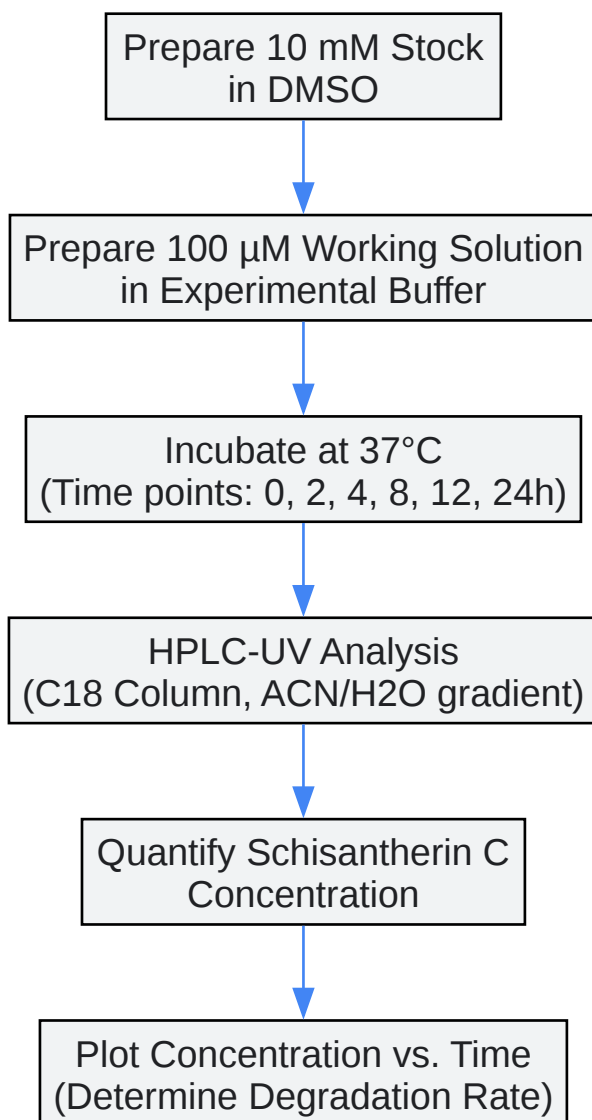 Prepare 10 mM Stock
in DMSO
Prepare 100 µM Working Solution
in Experimental Buffer
Incubate at 37°C
(Time points: 0, 2, 4, 8, 12, 24h)
HPLC-UV Analysis
(C18 Column, ACN/H2O gradient)
Quantify Schisantherin C
Concentration
Plot Concentration vs. Time
(Determine Degradation Rate)